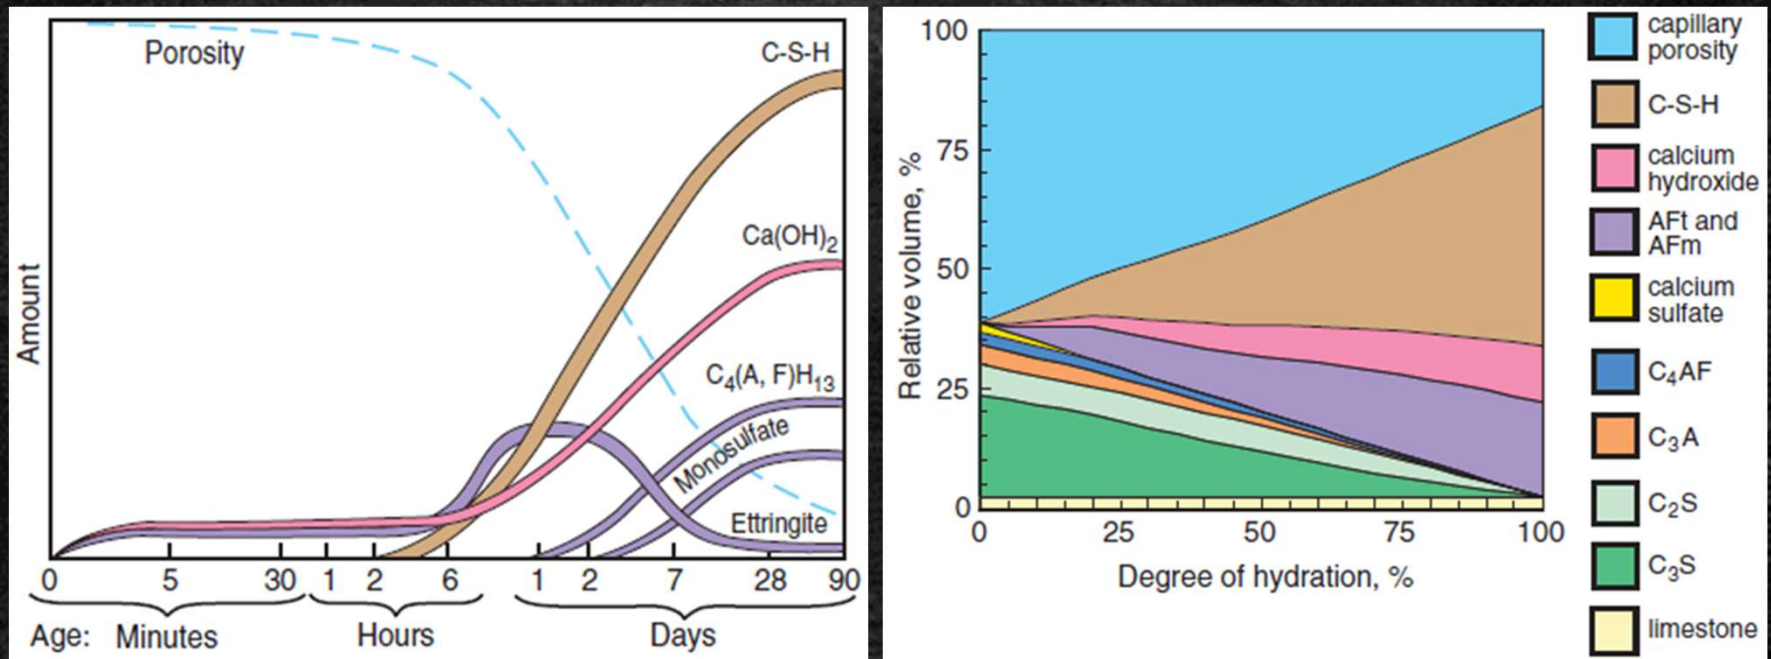 Porosity
C-S-H
Ca(OH)2
C4(A, F)H13
Monosulfate
Ettringite
Amount
0 5 30 1 2 6 1 2 7 28 90
Age: Minutes Hours Days
100
75
50
25
0
Relative volume, %
0 25 50 75 100
Degree of hydration, %
capillary
porosity
C-S-H
calcium
hydroxide
AFt and
AFm
calcium
sulfate
C4AF
C3A
C2S
C3S
limestone